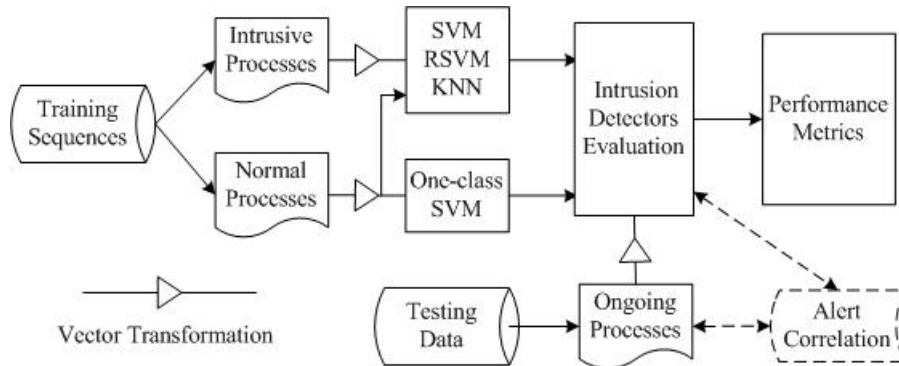 Training
Sequences
Intrusive
Processes
Normal
Processes
SVM
RSVM
KNN
One-class
SVM
Intrusion
Detectors
Evaluation
Performance
Metrics
Vector Transformation
Testing
Data
Ongoing
Processes
Alert
Correlation